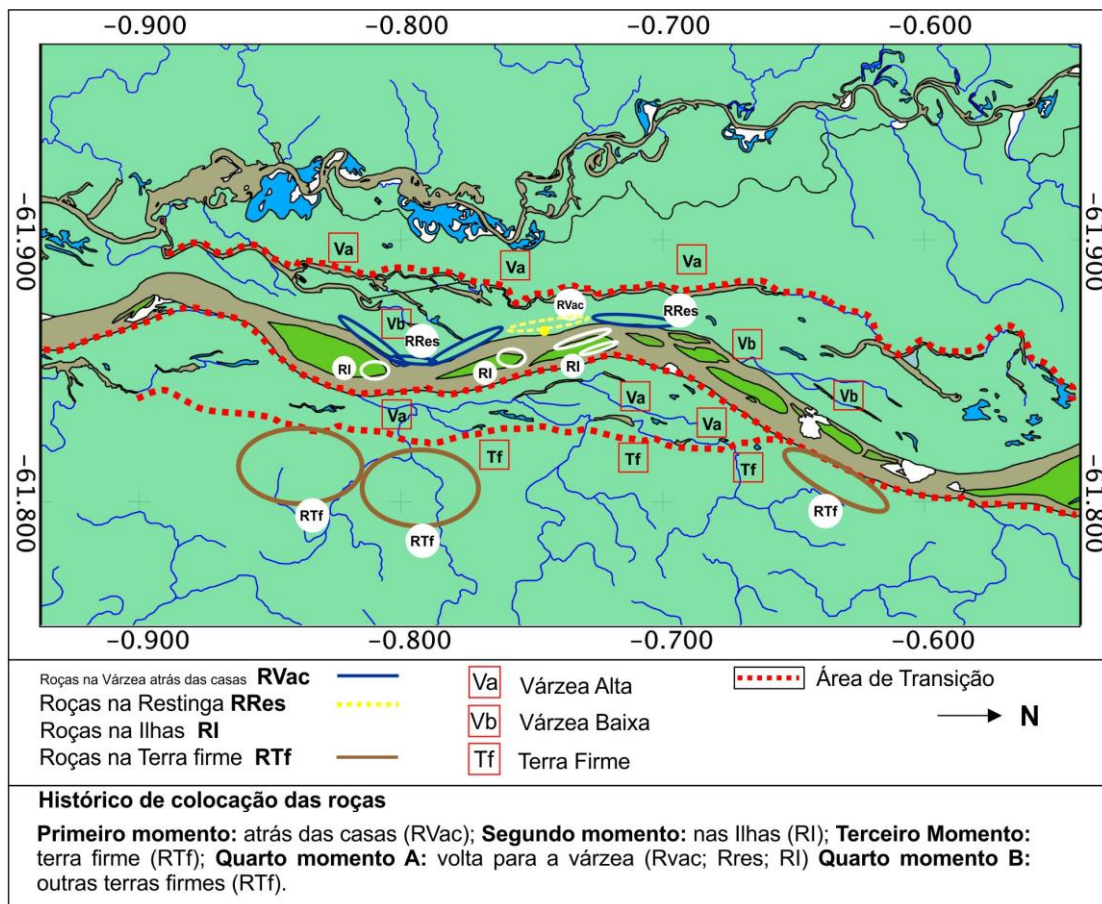 −0.900 −0.800 −0.700 −0.600
−61.900
−61.900
Va
Va
Va
RVac
RRes
Vb
RRes
Vb
RI
RI
RI
Va
Va
Vb
Va
Tf
Tf
Tf
−61.800
−61.800
RTf
RTf
RTf
−0.900 −0.800 −0.700 −0.600
Roças na Várzea atrás das casas RVac
Roças na Restinga RRes
Roças na Ilhas RI
Roças na Terra firme RTf
Va Várzea Alta
Vb Várzea Baixa
Tf Terra Firme
Área de Transição
N
Histórico de colocação das roças
Primeiro momento: atrás das casas (RVac); Segundo momento: nas Ilhas (RI); Terceiro Momento:
terra firme (RTf); Quarto momento A: volta para a várzea (Rvac; Rres; RI) Quarto momento B:
outras terras firmes (RTf).